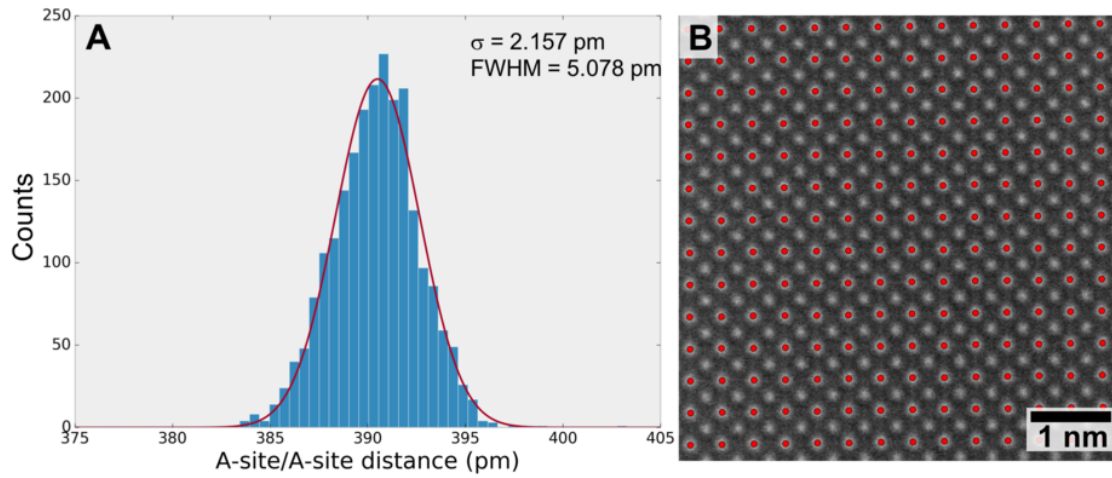 A
σ = 2.157 pm
FWHM = 5.078 pm
250
200
150
100
50
0
Counts
375 380 385 390 395 400 405
A-site/A-site distance (pm)
B
1 nm